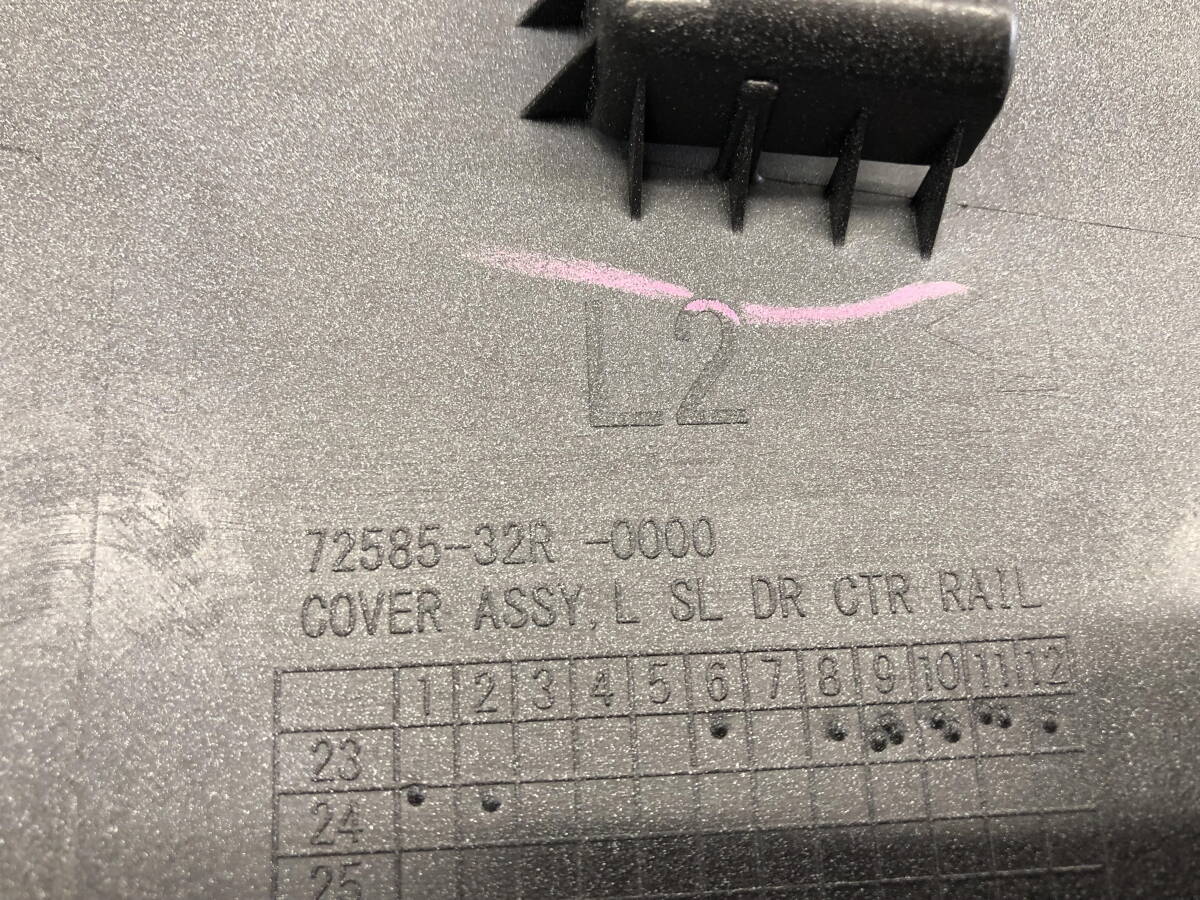 L2
72585-32R -0000
COVER ASSY, L SL DR CTR RAIL
1 2 3 4 5 6 7 8 9 10 11 12
23
24
25